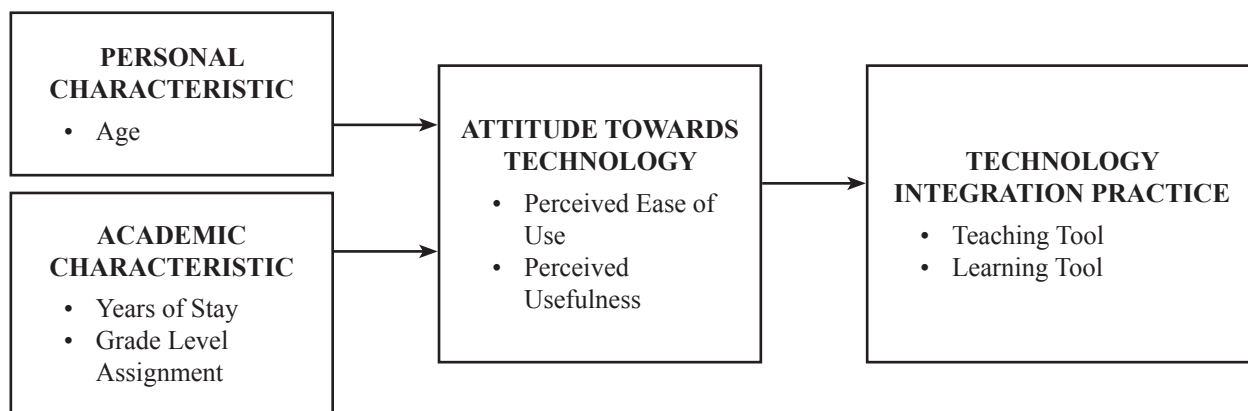 PERSONAL
CHARACTERISTIC
• Age
ACADEMIC
CHARACTERISTIC
• Years of Stay
• Grade Level
Assignment
ATTITUDE TOWARDS
TECHNOLOGY
• Perceived Ease of
Use
• Perceived
Usefulness
TECHNOLOGY
INTEGRATION PRACTICE
• Teaching Tool
• Learning Tool